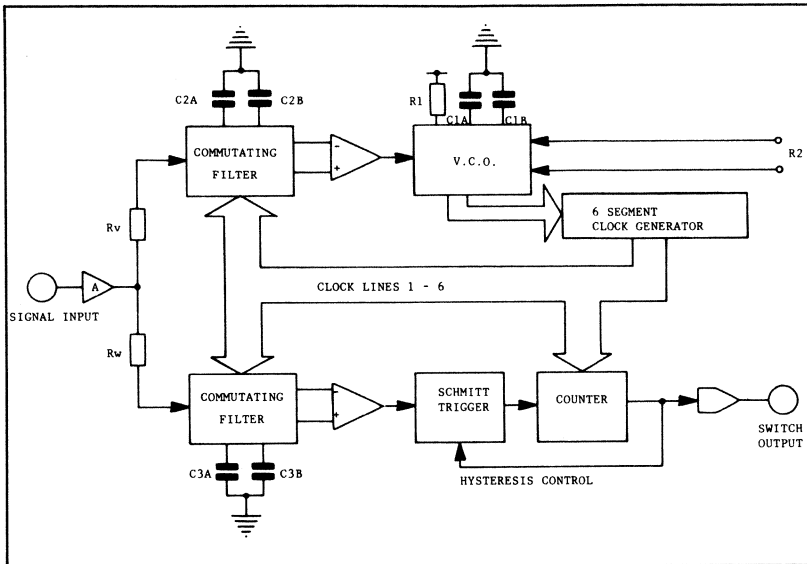 C2A
C2B
R1
C1A
C1B
COMMUTATING
FILTER
-
+
V.C.O.
R2
6 SEGMENT
CLOCK GENERATOR
Rv
A
SIGNAL INPUT
CLOCK LINES 1 - 6
Rw
COMMUTATING
FILTER
-
+
SCHMITT
TRIGGER
COUNTER
SWITCH
OUTPUT
C3A
C3B
HYSTERESIS CONTROL